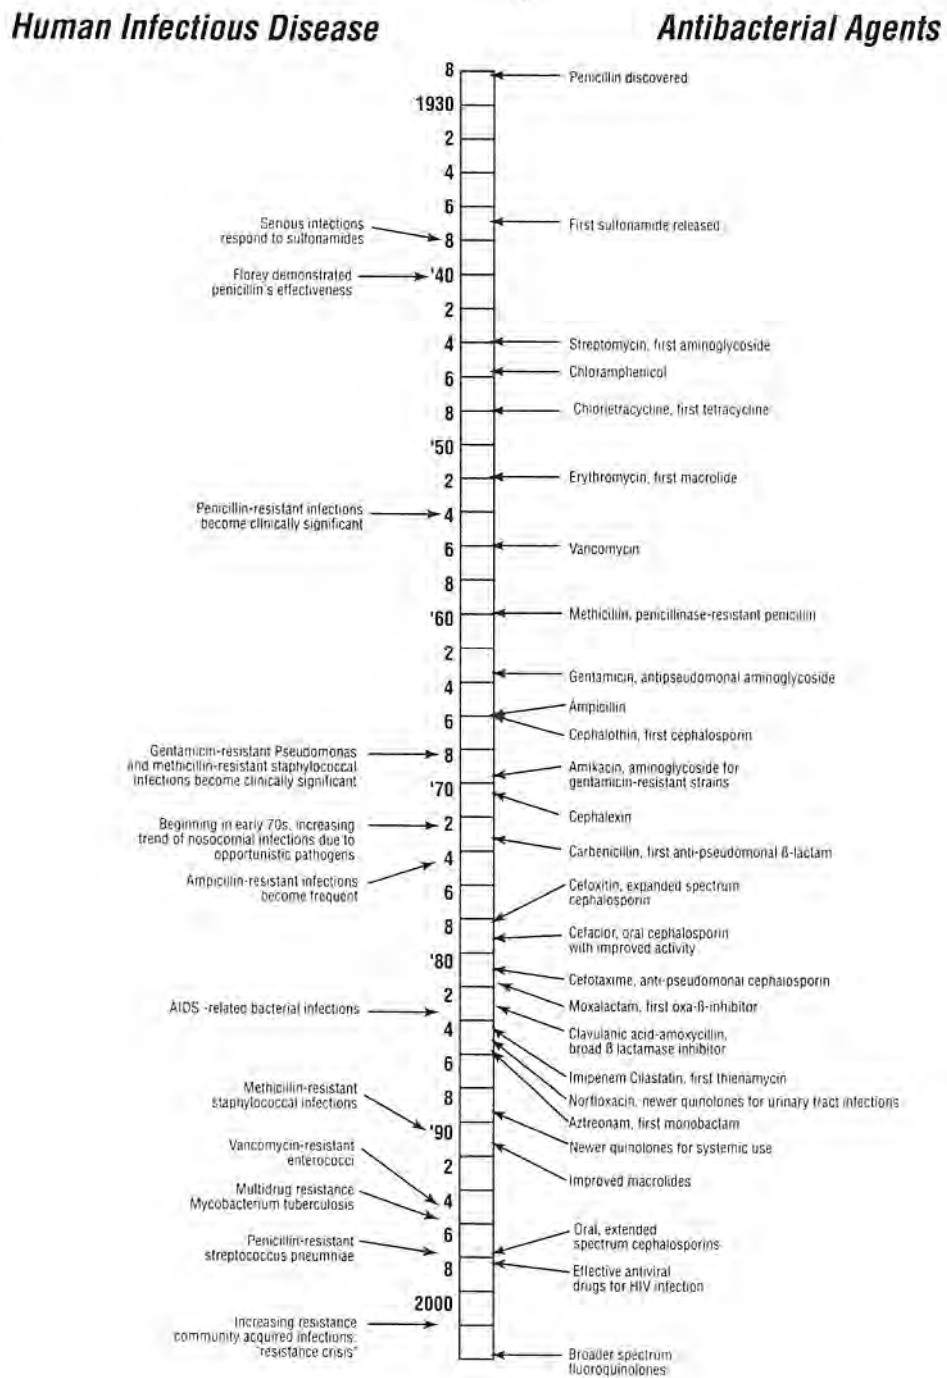 Human Infectious Disease
Antibacterial Agents
Serious infections
respond to sulfonamides
Florey demonstrated
penicillin's effectiveness
Penicillin-resistant infections
become clinically significant
Gentamicin-resistant Pseudomonas
and methicillin-resistant staphylococcal
infections become clinically significant
Beginning in early 70s, increasing
trend of nosocomial infections due to
opportunistic pathogens
Ampicillin-resistant infections
become frequent
AIDS -related bacterial infections
Methicillin-resistant
staphylococcal infections
Vancomycin-resistant
enterococci
Multidrug resistance
Mycobacterium tuberculosis
Penicillin-resistant
streptococcus pneumniae
Increasing resistance
community acquired infections:
"resistance crisis"
8
1930
2
4
6
8
'40
2
4
6
8
'50
2
4
6
8
'60
2
4
6
8
'70
2
4
6
8
'80
2
4
6
8
'90
2
4
6
8
2000
Penicillin discovered
First sulfonamide released
Streptomycin, first aminoglycoside
Chloramphenicol
Chlortetracycline, first tetracycline
Erythromycin, first macrolide
Vancomycin
Methicillin, penicillinase-resistant penicillin
Gentamicin, antipseudomonal aminoglycoside
Ampicillin
Cephalothin, first cephalosporin
Amikacin, aminoglycoside for
gentamicin-resistant strains
Cephalexin
Carbenicillin, first anti-pseudomonal ß-lactam
Cefoxitin, expanded spectrum
cephalosporin
Cefaclor, oral cephalosporin
with improved activity
Cefotaxime, anti-pseudomonal cephalosporin
Moxalactam, first oxa-ß-inhibitor
Clavulanic acid-amoxycillin,
broad ß lactamase inhibitor
Imipenem Cilastatin, first thienamycin
Norfloxacin, newer quinolones for urinary tract infections
Aztreonam, first monobactam
Newer quinolones for systemic use
Improved macrolides
Oral, extended
spectrum cephalosporins
Effective antiviral
drugs for HIV infection
Broader spectrum
fluoroquinolones